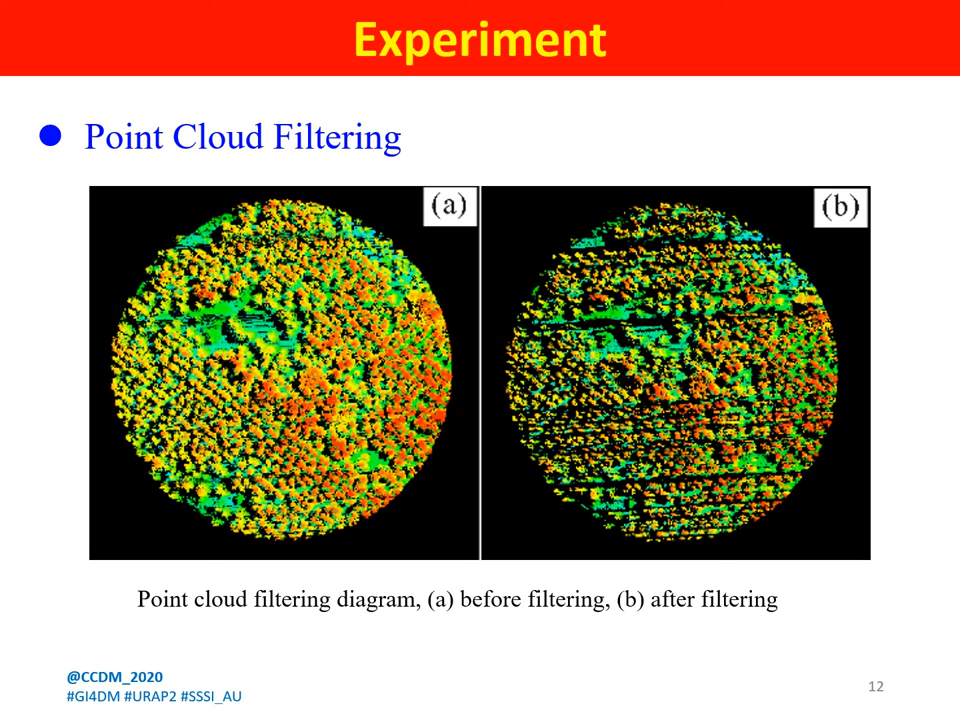 Experiment
Point Cloud Filtering
(a)
(b)
Point cloud filtering diagram, (a) before filtering, (b) after filtering
@CCDM_2020
#GI4DM #URAP2 #SSSI_AU
12